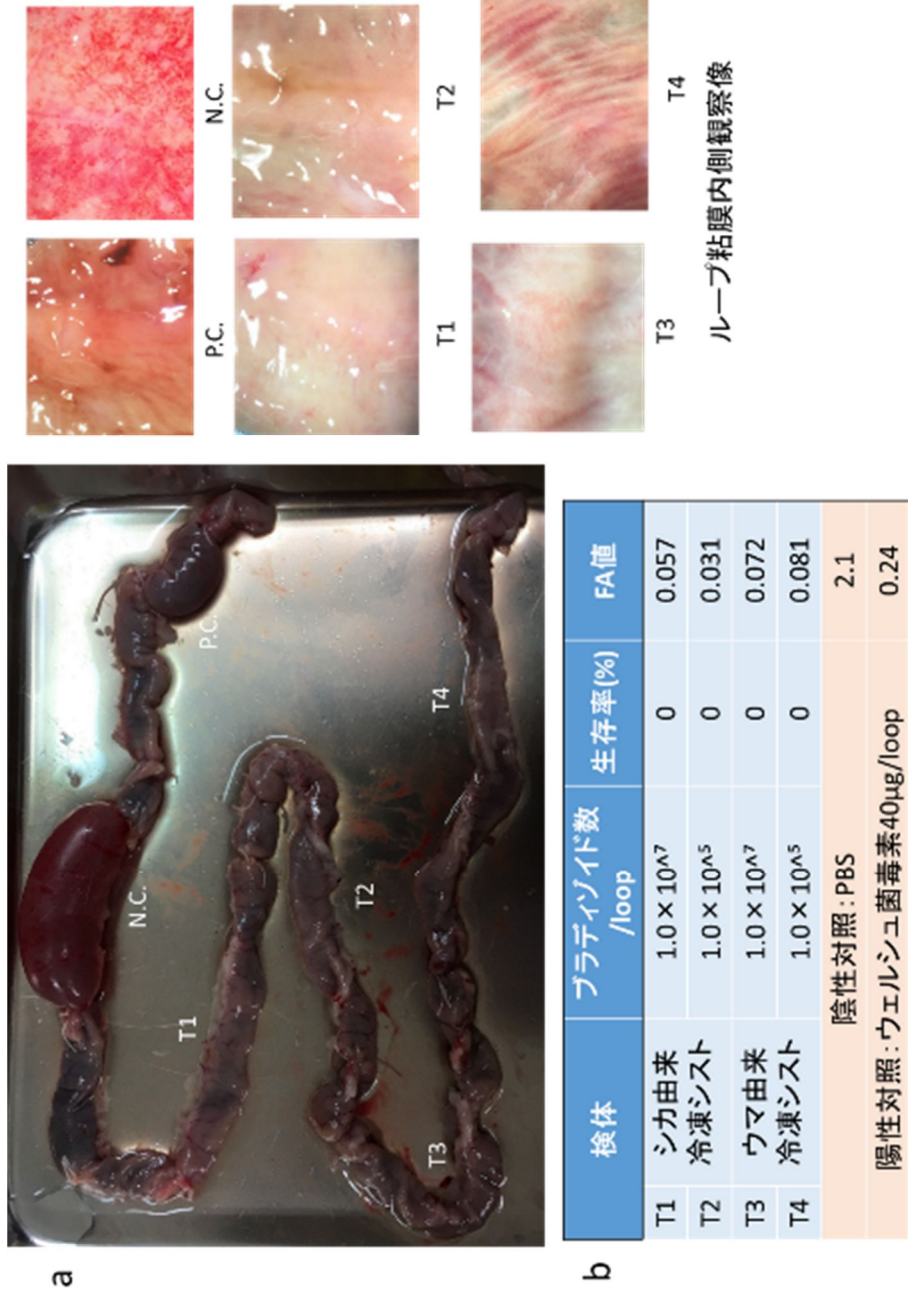 a
N.C.
P.C.
T1
T2
T3
T4
P.C.
N.C.
T1
T2
T3
T4
ループ粘膜内側観察像
b
検体
ブラディゾイド数
/loop
生存率(%)
FA値
T1
シカ由来
冷凍シスト
1.0×10^7
0
0.057
T2
1.0×10^5
0
0.031
T3
ウマ由来
冷凍シスト
1.0×10^7
0
0.072
T4
1.0×10^5
0
0.081
陰性対照:PBS
2.1
陽性対照:ウェルシュ菌毒素40μg/loop
0.24